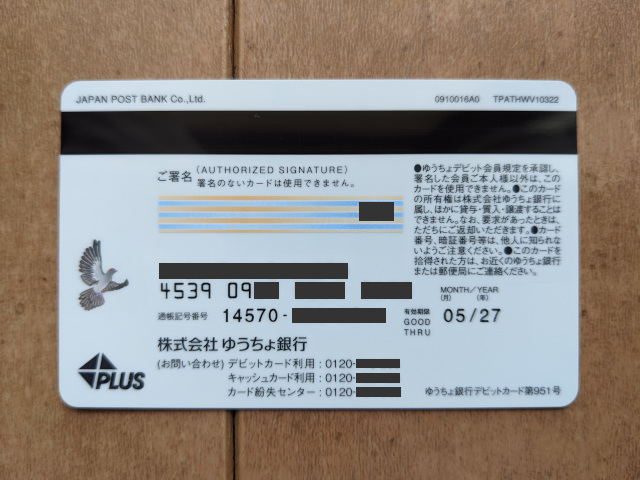 JAPAN POST BANK Co.,Ltd.
0910016A0 TPATHWV10322
ご署名 (AUTHORIZED SIGNATURE)
署名のないカードは使用できません。
●ゆうちょデビット会員規定を承認し、
署名した会員ご本人様以外は、この
カードを使用できません。●このカード
の所有権は株式会社ゆうちょ銀行に
属し、ほかに貸与・質入・譲渡することは
できません。なお、要求があったときは、
ただちにご返却いただきます。●カード
番号、暗証番号等は、他人に知られな
いようご注意ください。●このカードを
拾得された方は、お近くのゆうちょ銀行
または郵便局にご連絡ください。
4539 09
MONTH/YEAR
(月) (年)
通帳記号番号 14570-
有効期限
GOOD
THRU
05/27
株式会社 ゆうちょ銀行
(お問い合わせ) デビットカード利用：0120-
キャッシュカード利用：0120-
カード紛失センター：0120-
PLUS
ゆうちょ銀行デビットカード第951号